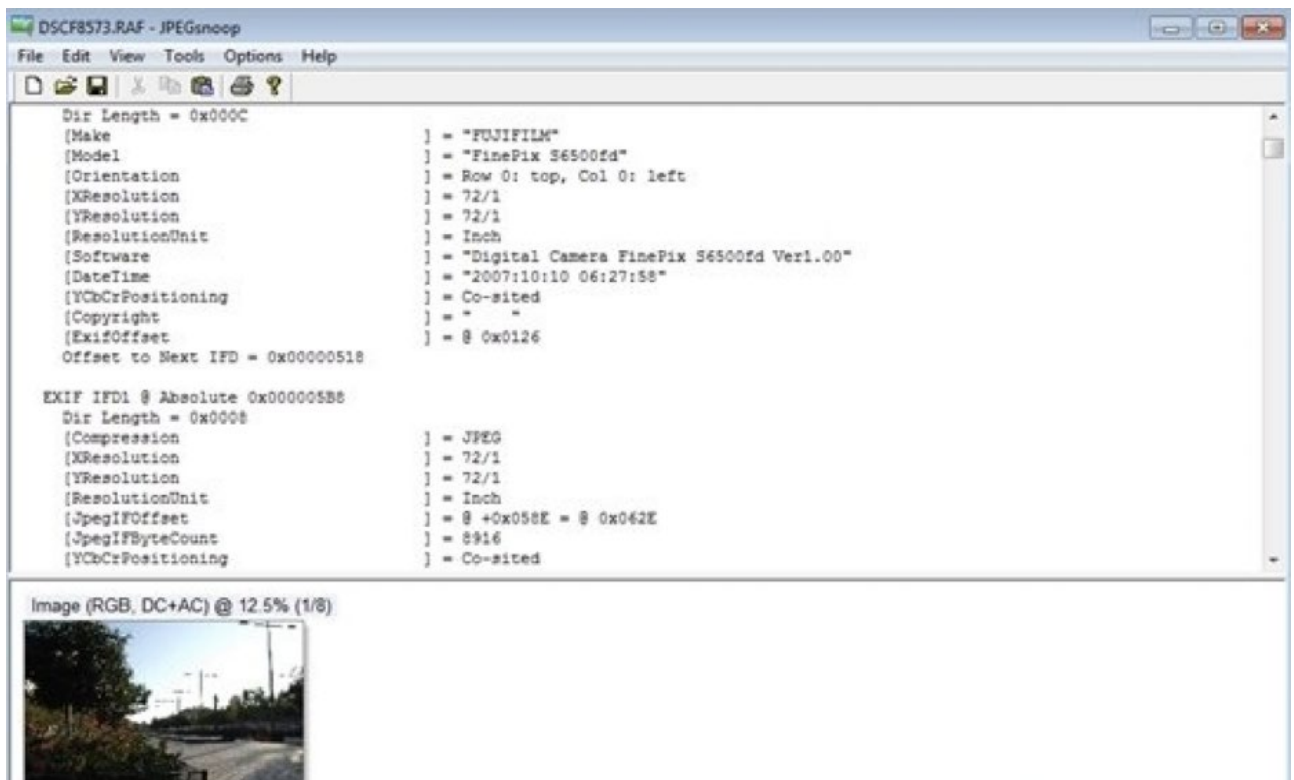 DSCF8573.RAF - JPEGsnoop
File Edit View Tools Options Help
Dir Length = 0x000C
[Make ] = "FUJIFILM"
[Model ] = "FinePix S6500fd"
[Orientation ] = Row 0: top, Col 0: left
[XResolution ] = 72/1
[YResolution ] = 72/1
[ResolutionUnit ] = Inch
[Software ] = "Digital Camera FinePix S6500fd Ver1.00"
[DateTime ] = "2007:10:10 06:27:58"
[YCbCrPositioning ] = Co-sited
[Copyright ] = "    "
[ExifOffset ] = @ 0x0126
Offset to Next IFD = 0x00000518
EXIF IFD1 @ Absolute 0x000005B8
Dir Length = 0x0008
[Compression ] = JPEG
[XResolution ] = 72/1
[YResolution ] = 72/1
[ResolutionUnit ] = Inch
[JpegIFOffset ] = @ +0x058E = @ 0x062E
[JpegIFByteCount ] = 8916
[YCbCrPositioning ] = Co-sited
Image (RGB, DC+AC) @ 12.5% (1/8)